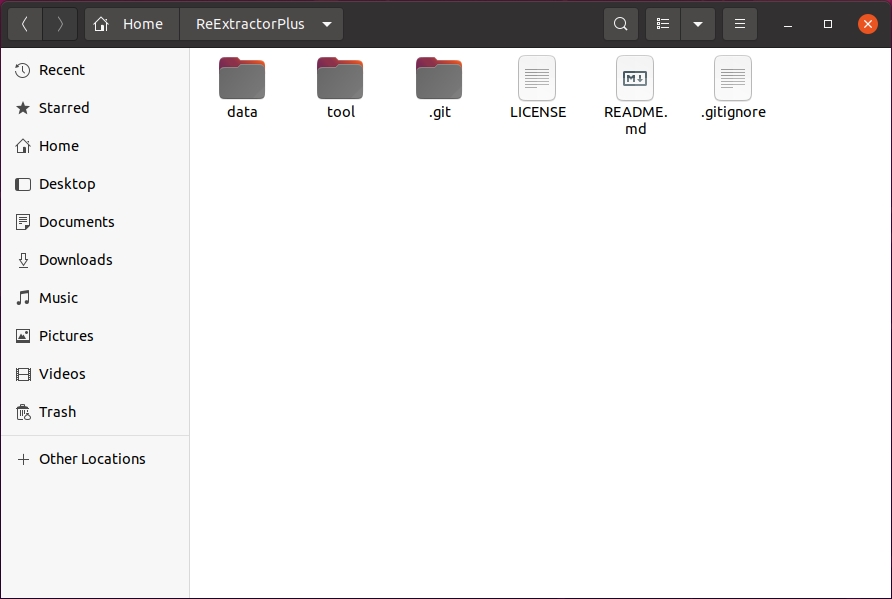 Home
ReExtractorPlus
Recent
Starred
Home
Desktop
Documents
Downloads
Music
Pictures
Videos
Trash
Other Locations
data
tool
.git
LICENSE
README.
md
.gitignore